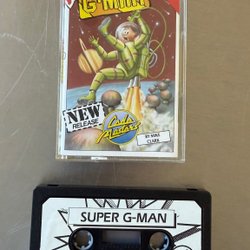 G-MAN
NEW
RELEASE
Code
Masters
BY MIKE
CLARK
SUPER G-MAN